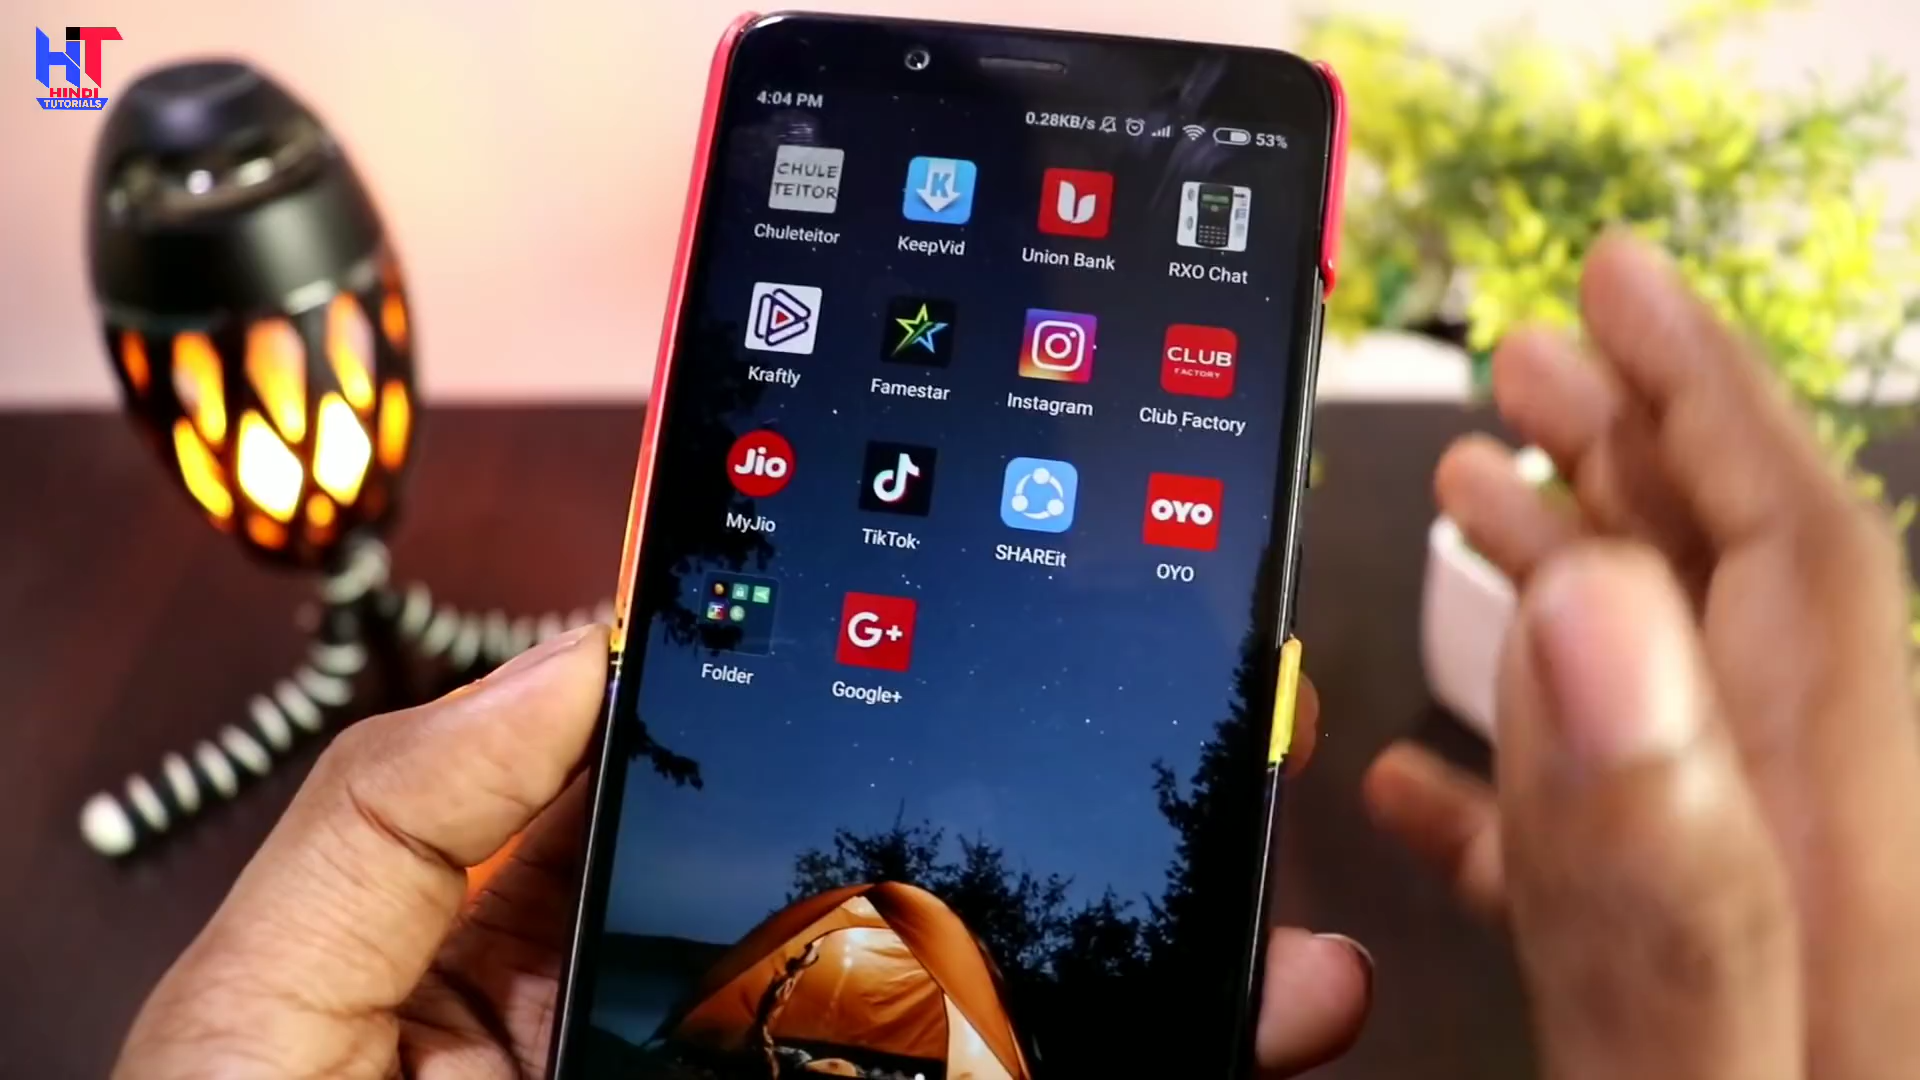 HT
HINDI
TUTORIALS
4:04 PM
0.28KB/s
53%
CHULE
TEITOR
K
Chuleteitor
KeepVid
Union Bank
RXO Chat
CLUB
FACTORY
Kraftly
Famestar
Instagram
Club Factory
Jio
OYO
MyJio
TikTok
SHAREit
OYO
G+
Folder
Google+